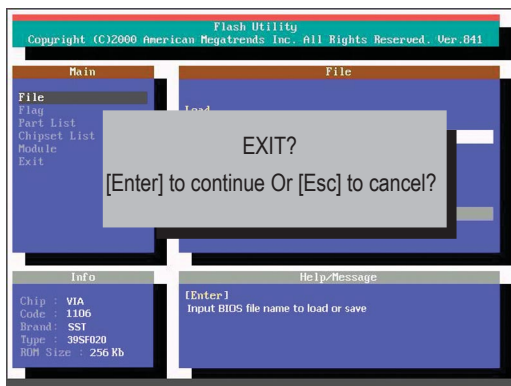 Flash Utility
Copyright (C)2000 American Megatrends Inc. All Rights Reserved. Ver.841
Main
File
Flag
Part List
Chipset List
Module
Exit
File
Load
EXIT?
[Enter] to continue Or [Esc] to cancel?
Info
Chip : VIA
Code : 1106
Brand: SST
Type : 39SF020
ROM Size : 256 Kb
Help/Message
[Enter]
Input BIOS file name to load or save